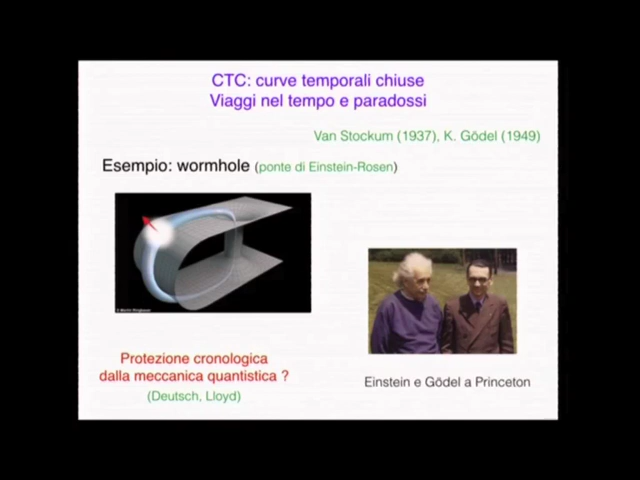 CTC: curve temporali chiuse
Viaggi nel tempo e paradossi
Van Stockum (1937), K. Gödel (1949)
Esempio: wormhole (ponte di Einstein-Rosen)
Protezione cronologica
dalla meccanica quantistica ?
(Deutsch, Lloyd)
Einstein e Gödel a Princeton